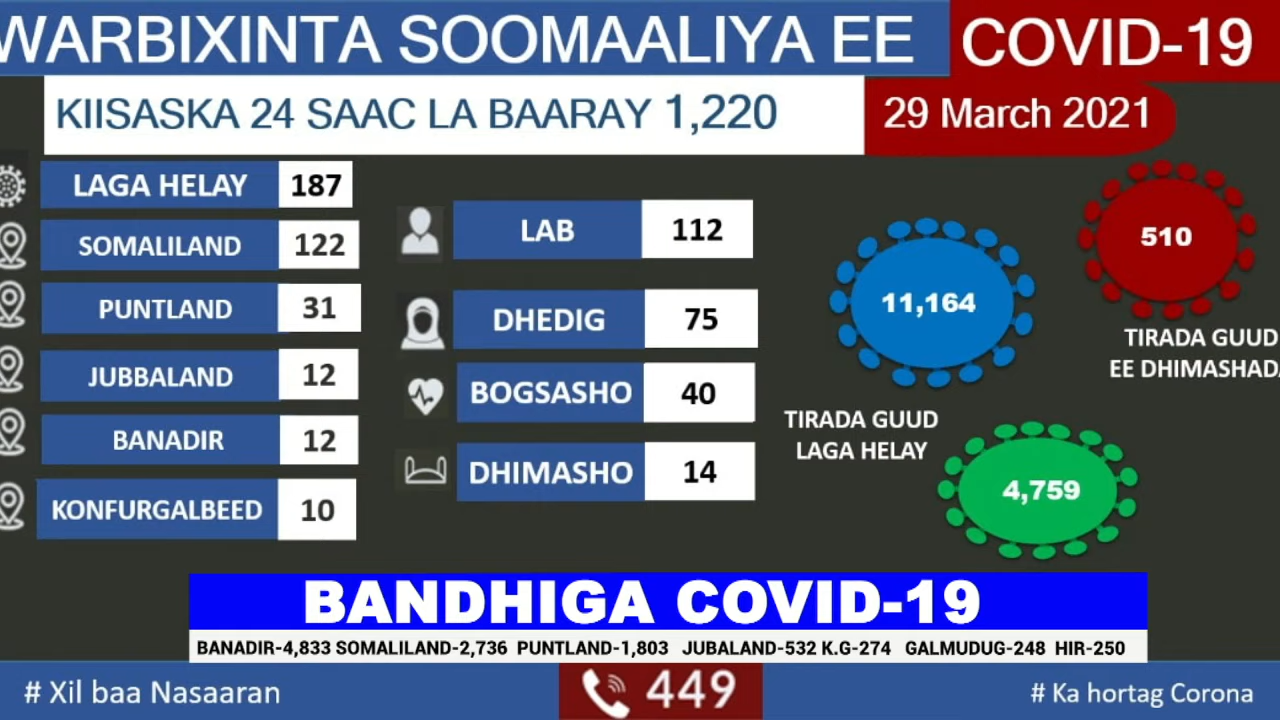 WARBIXINTA SOOMAALIYA EE COVID-19
KIISASKA 24 SAAC LA BAARAY 1,220
29 March 2021
LAGA HELAY 187
SOMALILAND 122
PUNTLAND 31
JUBBALAND 12
BANADIR 12
KONFURGALBEED 10
LAB 112
DHEDIG 75
BOGSASHO 40
DHIMASHO 14
11,164
TIRADA GUUD
LAGA HELAY
510
TIRADA GUUD
EE DHIMASHADA
4,759
BANDHIGA COVID-19
BANADIR-4,833 SOMALILAND-2,736 PUNTLAND-1,803 JUBALAND-532 K.G-274 GALMUDUG-248 HIR-250
# Xil baa Nasaaran
449
# Ka hortag Corona